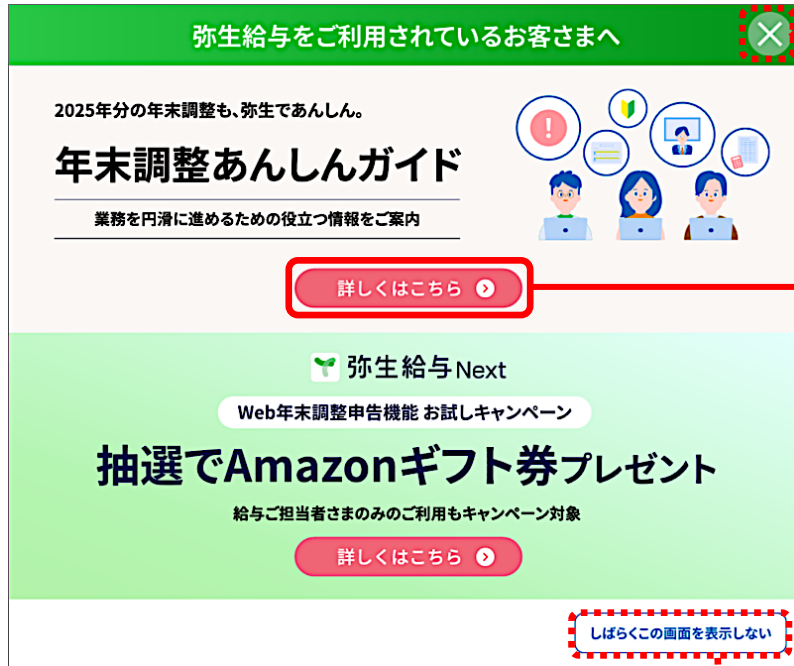 弥生給与をご利用されているお客さまへ
2025年分の年末調整も、弥生であんしん。
年末調整あんしんガイド
業務を円滑に進めるための役立つ情報をご案内
詳しくはこちら
弥生給与 Next
Web年末調整申告機能 お試しキャンペーン
抽選でAmazonギフト券プレゼント
給与ご担当者さまのみのご利用もキャンペーン対象
詳しくはこちら
しばらくこの画面を表示しない